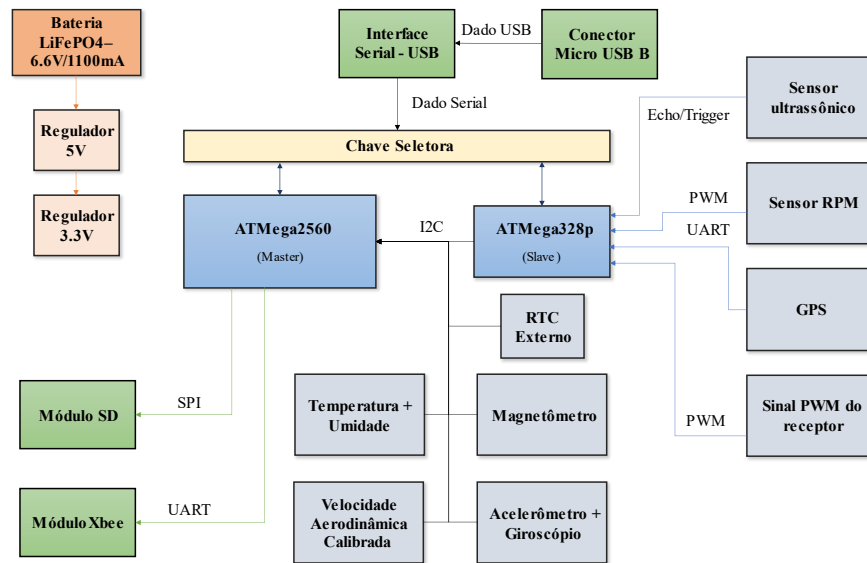 Bateria
LiFePO4–
6.6V/1100mA
Interface
Serial - USB
Dado USB
Conector
Micro USB B
Regulador
5V
Dado Serial
Sensor
ultrassônico
Echo/Trigger
Chave Seletora
Regulador
3.3V
ATMega2560
(Master)
I2C
ATMega328p
(Slave)
PWM
Sensor RPM
UART
GPS
RTC
Externo
Módulo SD
SPI
Temperatura +
Umidade
Magnetômetro
PWM
Sinal PWM do
receptor
Módulo Xbee
UART
Velocidade
Aerodinâmica
Calibrada
Acelerômetro +
Giroscópio